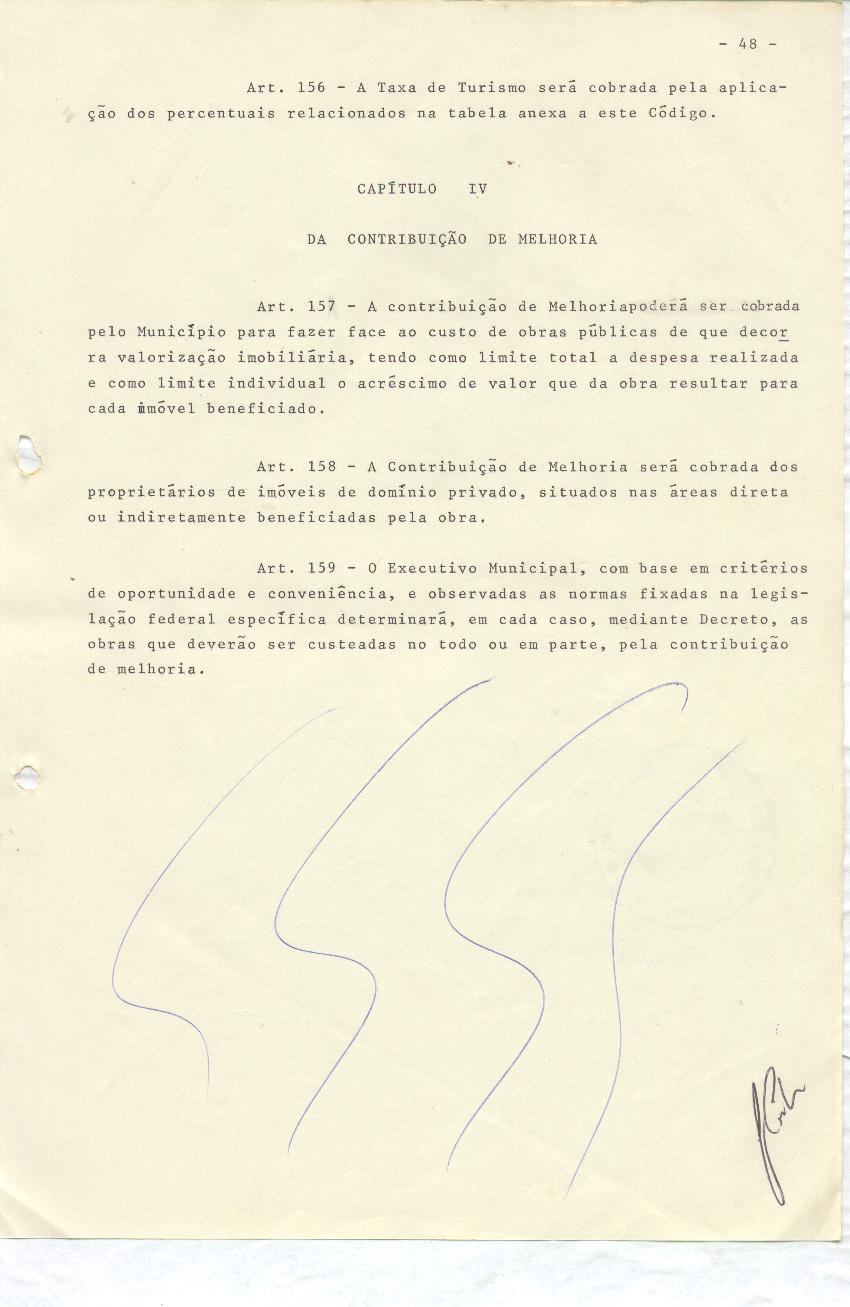 - 48 -
Art. 156 - A Taxa de Turismo será cobrada pela aplica-
ção dos percentuais relacionados na tabela anexa a este Código.
CAPÍTULO IV
DA CONTRIBUIÇÃO DE MELHORIA
Art. 157 - A contribuição de Melhoriapoderá ser cobrada
pelo Município para fazer face ao custo de obras públicas de que decor
ra valorização imobiliária, tendo como limite total a despesa realizada
e como limite individual o acréscimo de valor que da obra resultar para
cada imóvel beneficiado.
Art. 158 - A Contribuição de Melhoria será cobrada dos
proprietários de imóveis de domínio privado, situados nas áreas direta
ou indiretamente beneficiadas pela obra.
Art. 159 - O Executivo Municipal, com base em critérios
de oportunidade e conveniência, e observadas as normas fixadas na legis-
lação federal específica determinará, em cada caso, mediante Decreto, as
obras que deverão ser custeadas no todo ou em parte, pela contribuição
de melhoria.